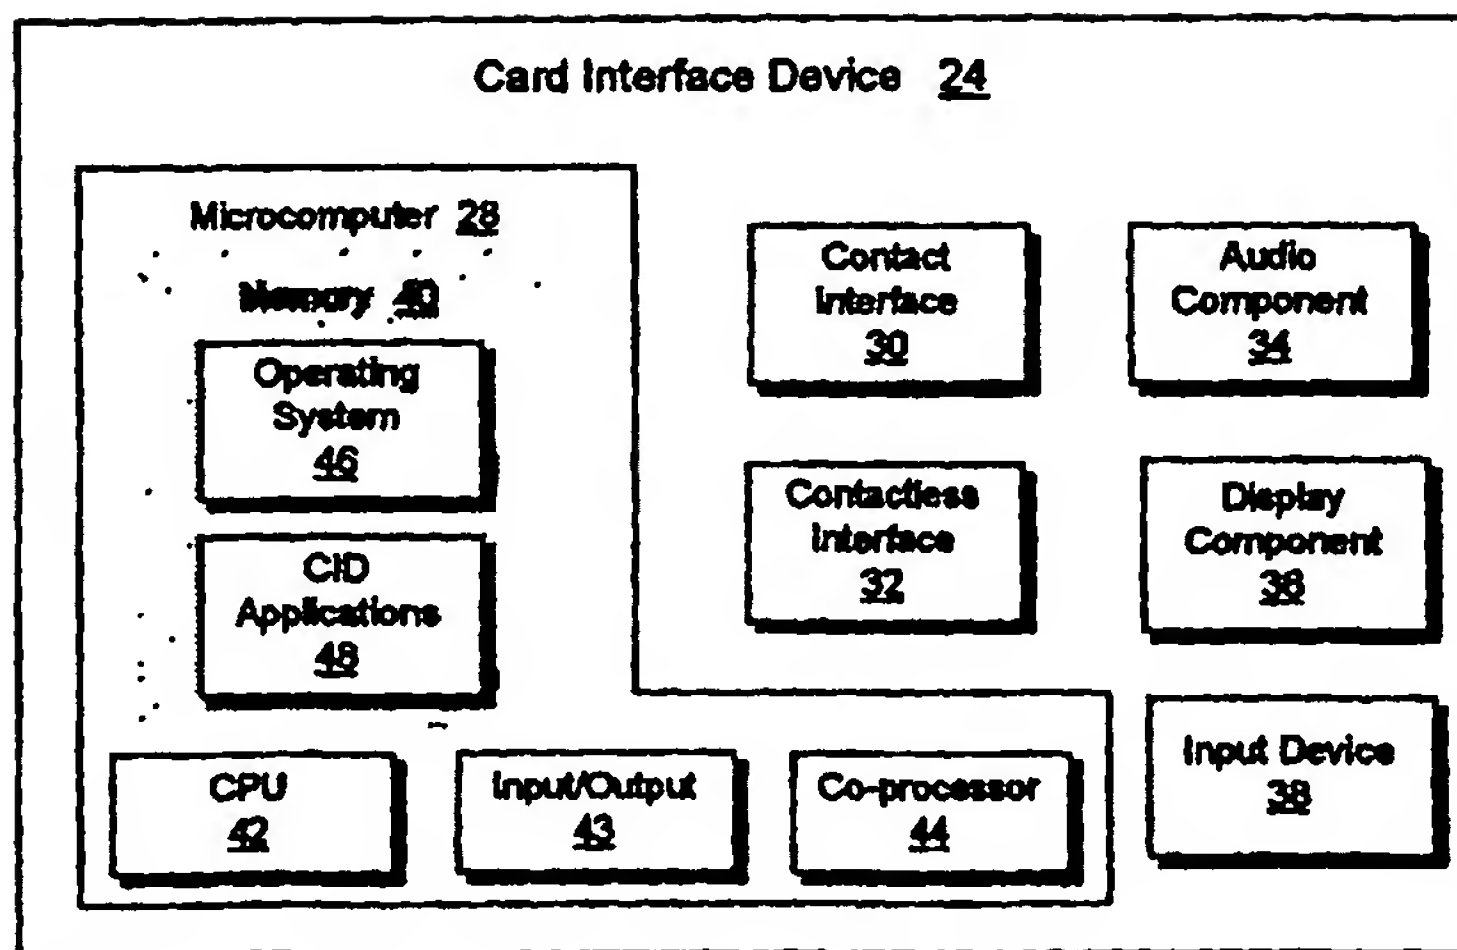 Card Interface Device 24
Microcomputer 28
Memory 40
Operating
System
46
CID
Applications
48
CPU
42
Input/Output
43
Co-processor
44
Contact
Interface
30
Audio
Component
34
Contactless
Interface
32
Display
Component
36
Input Device
38